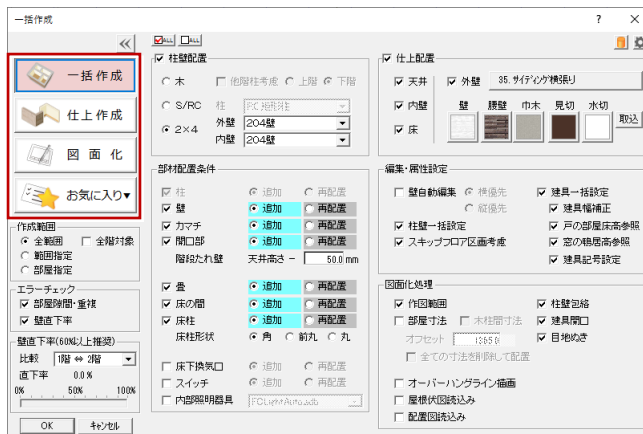 一括作成
? ×
«
一括作成
仕上作成
図面化
お気に入り▼
作成範囲
全範囲 全階対象
範囲指定
部屋指定
エラーチェック
部屋隙間・重複
壁直下率
壁直下率(60%以上推奨)
比較 1階 ⇔ 2階
直下率 0.0 %
0% 50% 100%
OK キャンセル
ALL ALL
柱壁配置
木 他階柱考慮 上階 下階
S/RC 柱 RC 矩形柱
2×4 外壁 204壁
内壁 204壁
部材配置条件
柱 追加 再配置
壁 追加 再配置
カマチ 追加 再配置
開口部 追加 再配置
階段たれ壁 天井高さ － 50.0 mm
畳 追加 再配置
床の間 追加 再配置
床柱 追加 再配置
床柱形状 角 前丸 丸
床下換気口 追加 再配置
スイッチ 追加 再配置
内部照明器具 FCLightAuto.adb
仕上配置
天井 外壁 35. サイディング横張り
内壁 壁 腰壁 巾木 見切 水切
床 取込
編集・属性設定
壁自動編集 横優先 建具一括設定
縦優先 建具幅補正
柱壁一括設定 戸の部屋床高参照
スキップフロア区画考慮 窓の鴨居高参照
建具記号設定
図面化処理
作図範囲 柱壁包絡
部屋寸法 木柱間寸法 建具開口
オフセット 目地ぬき
全ての寸法を削除して配置
オーバーハングライン描画
屋根伏図読込み
配置図読込み